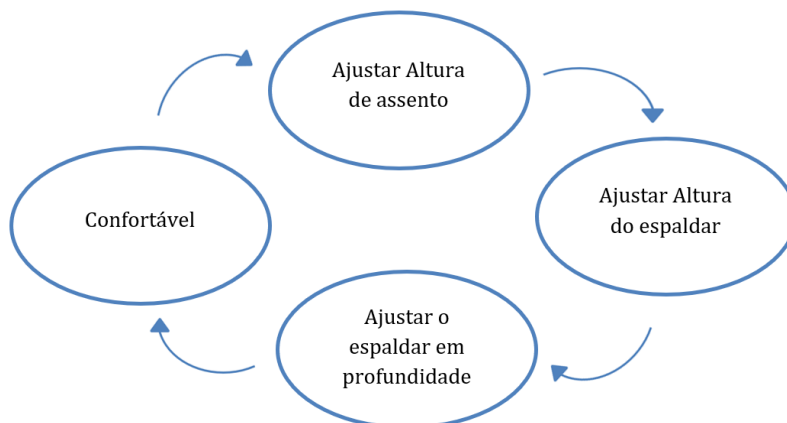 Ajustar Altura
de assento
Ajustar Altura
do espaldar
Ajustar o
espaldar em
profundidade
Confortável